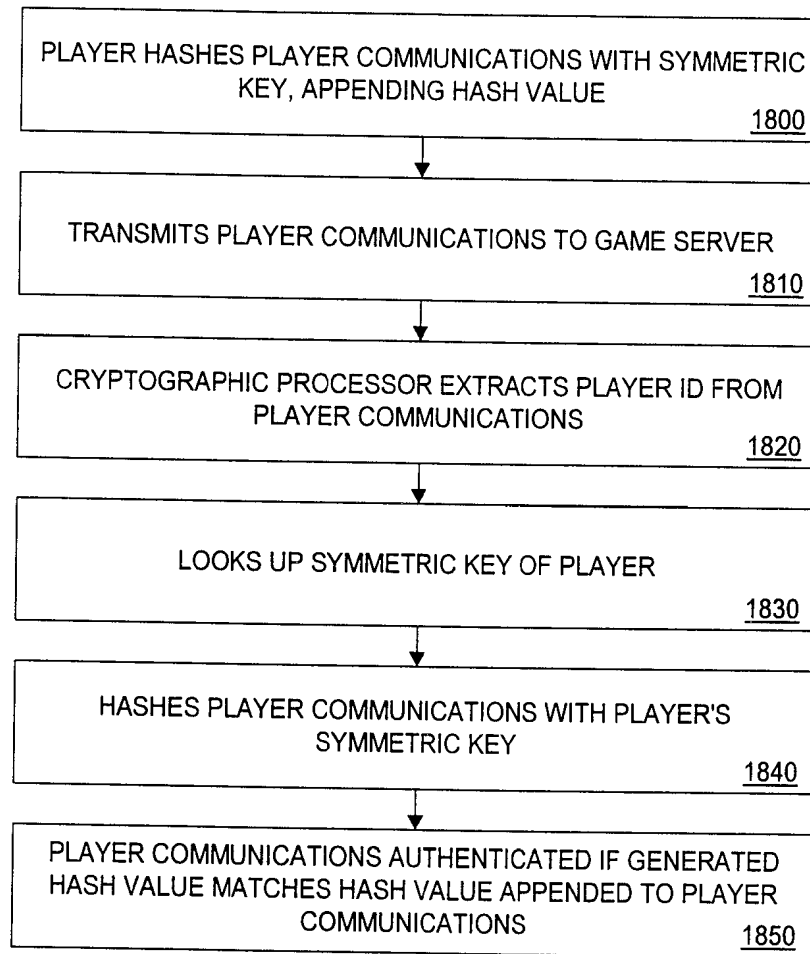 PLAYER HASHES PLAYER COMMUNICATIONS WITH SYMMETRIC
KEY, APPENDING HASH VALUE
1800
TRANSMITS PLAYER COMMUNICATIONS TO GAME SERVER
1810
CRYPTOGRAPHIC PROCESSOR EXTRACTS PLAYER ID FROM
PLAYER COMMUNICATIONS
1820
LOOKS UP SYMMETRIC KEY OF PLAYER
1830
HASHES PLAYER COMMUNICATIONS WITH PLAYER'S
SYMMETRIC KEY
1840
PLAYER COMMUNICATIONS AUTHENTICATED IF GENERATED
HASH VALUE MATCHES HASH VALUE APPENDED TO PLAYER
COMMUNICATIONS
1850